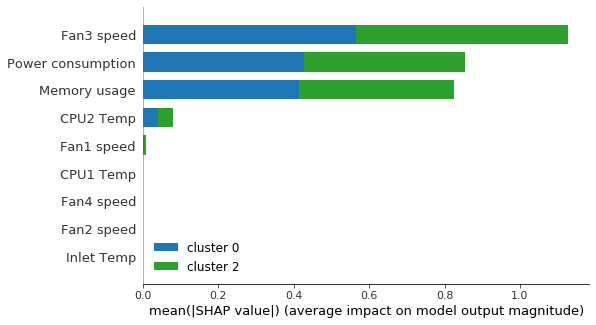 Fan3 speed
Power consumption
Memory usage
CPU2 Temp
Fan1 speed
CPU1 Temp
Fan4 speed
Fan2 speed
Inlet Temp
cluster 0
cluster 2
0.0 0.2 0.4 0.6 0.8 1.0
mean(|SHAP value|) (average impact on model output magnitude)